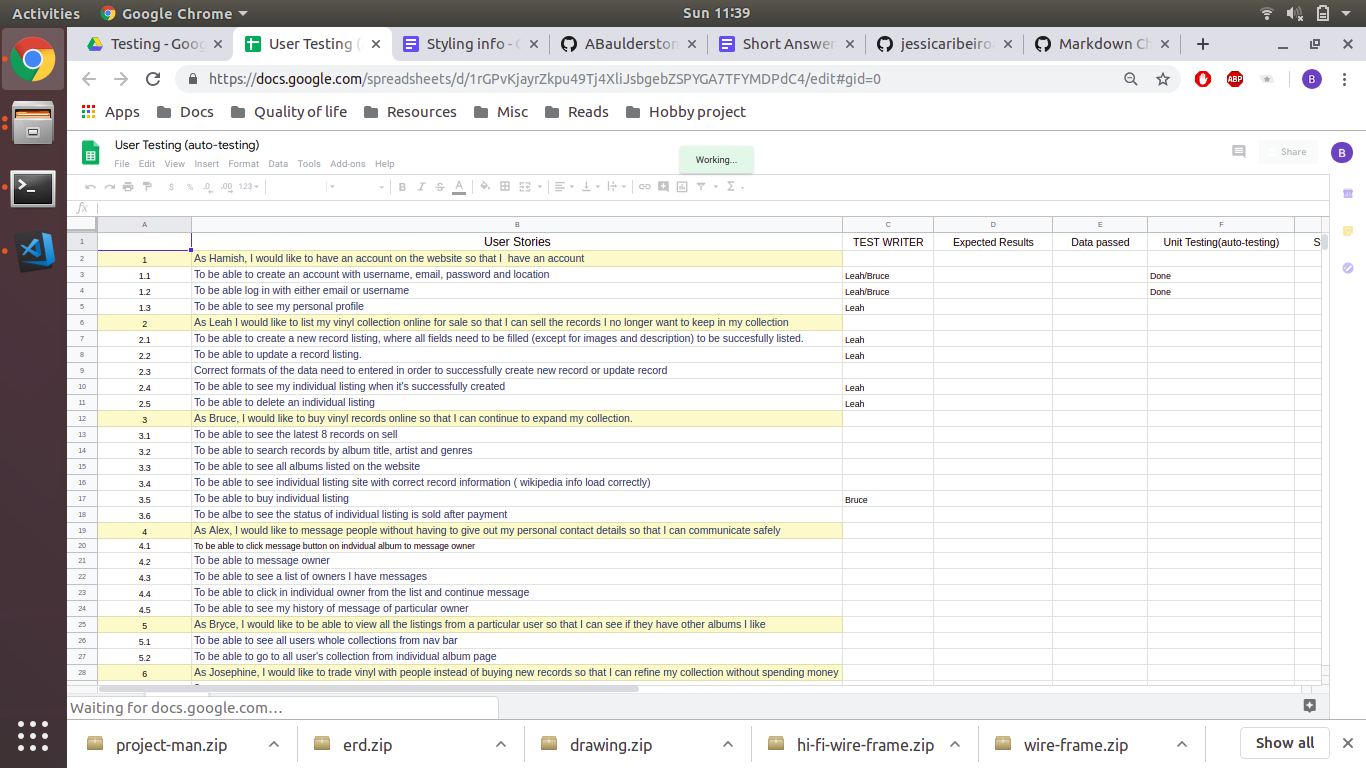 Activities Google Chrome Sun 11:39
Testing - Goog User Testing ( Styling info - G ABaulderston Short Answer jessicaribeiro Markdown Ch
https://docs.google.com/spreadsheets/d/1rGPvKjayrZkpu49Tj4XliJsbgebZSPYGA7TFYMDPdC4/edit#gid=0 ABP B
Apps Docs Quality of life Resources Misc Reads Hobby project
User Testing (auto-testing)
File Edit View Insert Format Data Tools Add-ons Help
Working...
Share B
$ % .0 .00 123 B I S A Σ
fx
A B C D E F
1 User Stories TEST WRITER Expected Results Data passed Unit Testing(auto-testing) S
2 1 As Hamish, I would like to have an account on the website so that I have an account
3 1.1 To be able to create an account with username, email, password and location Leah/Bruce Done
4 1.2 To be able log in with either email or username Leah/Bruce Done
5 1.3 To be able to see my personal profile Leah
6 2 As Leah I would like to list my vinyl collection online for sale so that I can sell the records I no longer want to keep in my collection
7 2.1 To be able to create a new record listing, where all fields need to be filled (except for images and description) to be succesfully listed. Leah
8 2.2 To be able to update a record listing. Leah
9 2.3 Correct formats of the data need to entered in order to successfully create new record or update record
10 2.4 To be able to see my individual listing when it's successfully created Leah
11 2.5 To be able to delete an individual listing Leah
12 3 As Bruce, I would like to buy vinyl records online so that I can continue to expand my collection.
13 3.1 To be able to see the latest 8 records on sell
14 3.2 To be able to search records by album title, artist and genres
15 3.3 To be able to see all albums listed on the website
16 3.4 To be able to see individual listing site with correct record information ( wikipedia info load correctly)
17 3.5 To be able to buy individual listing Bruce
18 3.6 To be albe to see the status of individual listing is sold after payment
19 4 As Alex, I would like to message people without having to give out my personal contact details so that I can communicate safely
20 4.1 To be able to click message button on indvidual album to message owner
21 4.2 To be able to message owner
22 4.3 To be able to see a list of owners I have messages
23 4.4 To be able to click in individual owner from the list and continue message
24 4.5 To be able to see my history of message of particular owner
25 5 As Bryce, I would like to be able to view all the listings from a particular user so that I can see if they have other albums I like
26 5.1 To be able to see all users whole collections from nav bar
27 5.2 To be able to go to all user's collection from individual album page
28 6 As Josephine, I would like to trade vinyl with people instead of buying new records so that I can refine my collection without spending money
Waiting for docs.google.com...
project-man.zip erd.zip drawing.zip hi-fi-wire-frame.zip wire-frame.zip Show all